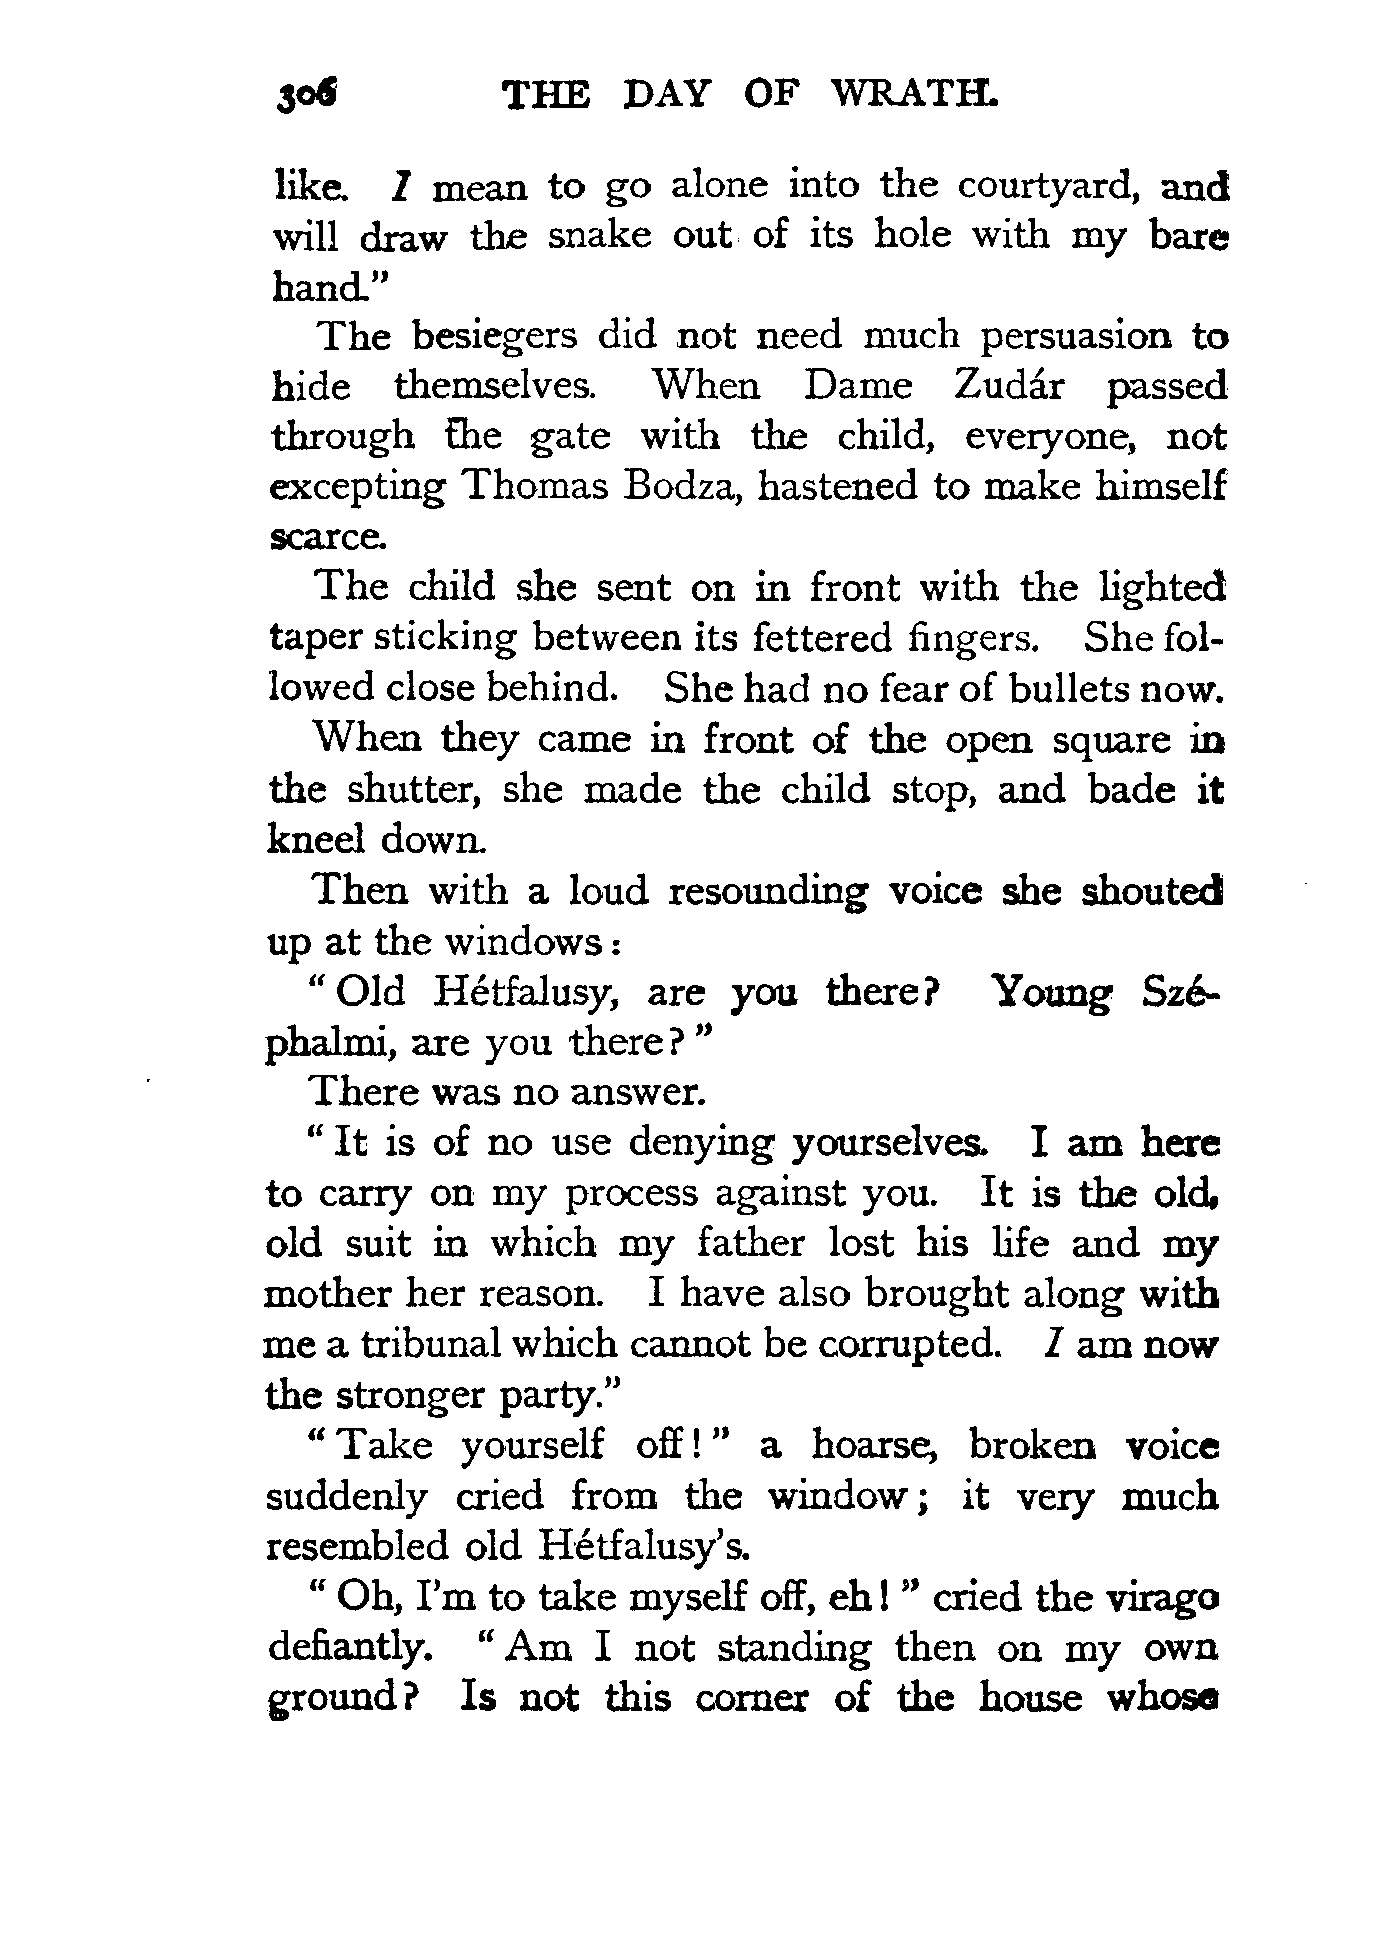 306 THE DAY OF WRATH.
like. I mean to go alone into the courtyard, and
will draw the snake out of its hole with my bare
hand."
The besiegers did not need much persuasion to
hide themselves. When Dame Zudár passed
through the gate with the child, everyone, not
excepting Thomas Bodza, hastened to make himself
scarce.
The child she sent on in front with the lighted
taper sticking between its fettered fingers. She fol-
lowed close behind. She had no fear of bullets now.
When they came in front of the open square in
the shutter, she made the child stop, and bade it
kneel down.
Then with a loud resounding voice she shouted
up at the windows:
"Old Hétfalusy, are you there? Young Szé-
phalmi, are you there?"
There was no answer.
"It is of no use denying yourselves. I am here
to carry on my process against you. It is the old,
old suit in which my father lost his life and my
mother her reason. I have also brought along with
me a tribunal which cannot be corrupted. I am now
the stronger party."
"Take yourself off!" a hoarse, broken voice
suddenly cried from the window; it very much
resembled old Hétfalusy's.
"Oh, I'm to take myself off, eh!" cried the virago
defiantly. "Am I not standing then on my own
ground? Is not this corner of the house whose